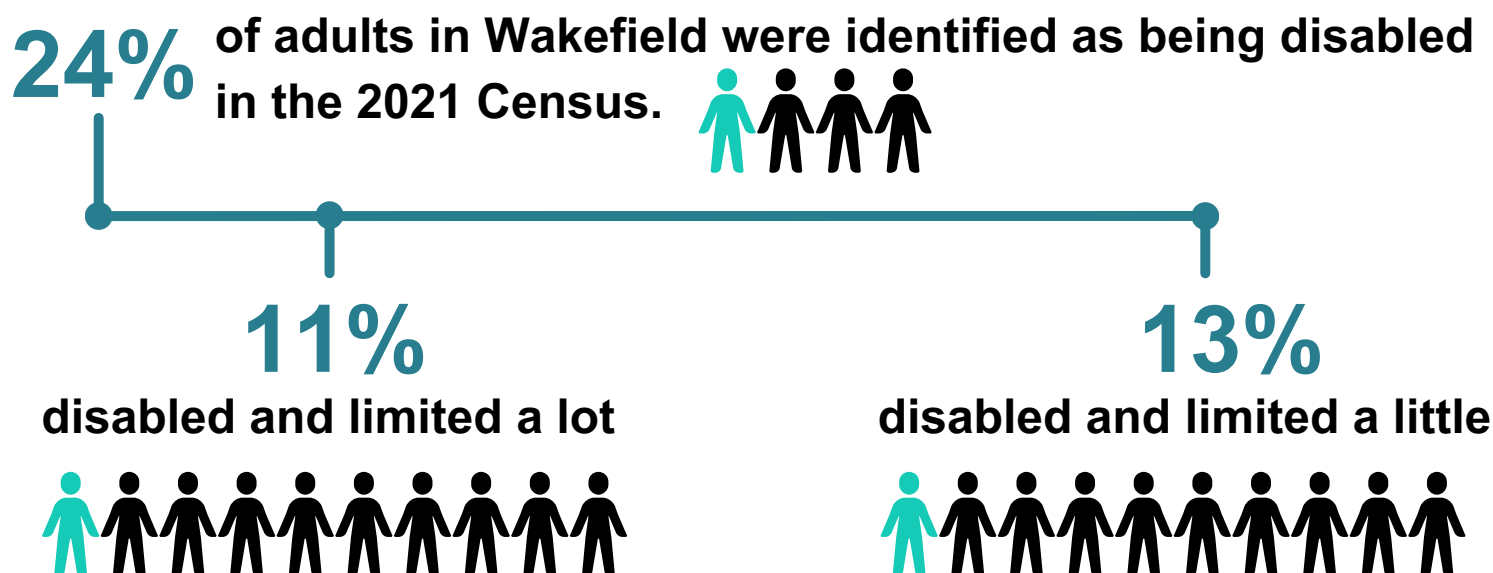 24% of adults in Wakefield were identified as being disabled
in the 2021 Census.
11%
disabled and limited a lot
13%
disabled and limited a little